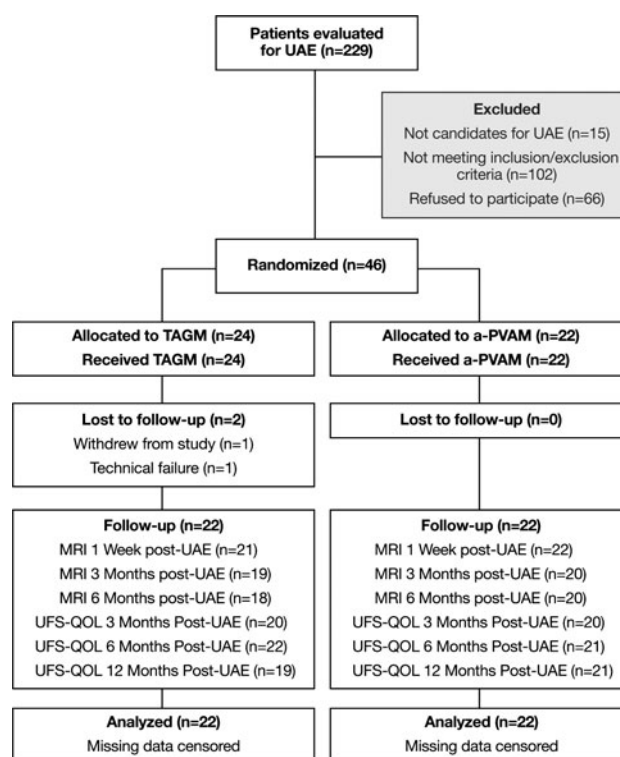 Patients evaluated
for UAE (n=229)
Excluded
Not candidates for UAE (n=15)
Not meeting inclusion/exclusion
criteria (n=102)
Refused to participate (n=66)
Randomized (n=46)
Allocated to TAGM (n=24)
Received TAGM (n=24)
Allocated to a-PVAM (n=22)
Received a-PVAM (n=22)
Lost to follow-up (n=2)
Withdrew from study (n=1)
Technical failure (n=1)
Lost to follow-up (n=0)
Follow-up (n=22)
MRI 1 Week post-UAE (n=21)
MRI 3 Months post-UAE (n=19)
MRI 6 Months post-UAE (n=18)
UFS-QOL 3 Months Post-UAE (n=20)
UFS-QOL 6 Months Post-UAE (n=22)
UFS-QOL 12 Months Post-UAE (n=19)
Follow-up (n=22)
MRI 1 Week post-UAE (n=22)
MRI 3 Months post-UAE (n=20)
MRI 6 Months post-UAE (n=20)
UFS-QOL 3 Months Post-UAE (n=20)
UFS-QOL 6 Months Post-UAE (n=21)
UFS-QOL 12 Months Post-UAE (n=21)
Analyzed (n=22)
Missing data censored
Analyzed (n=22)
Missing data censored